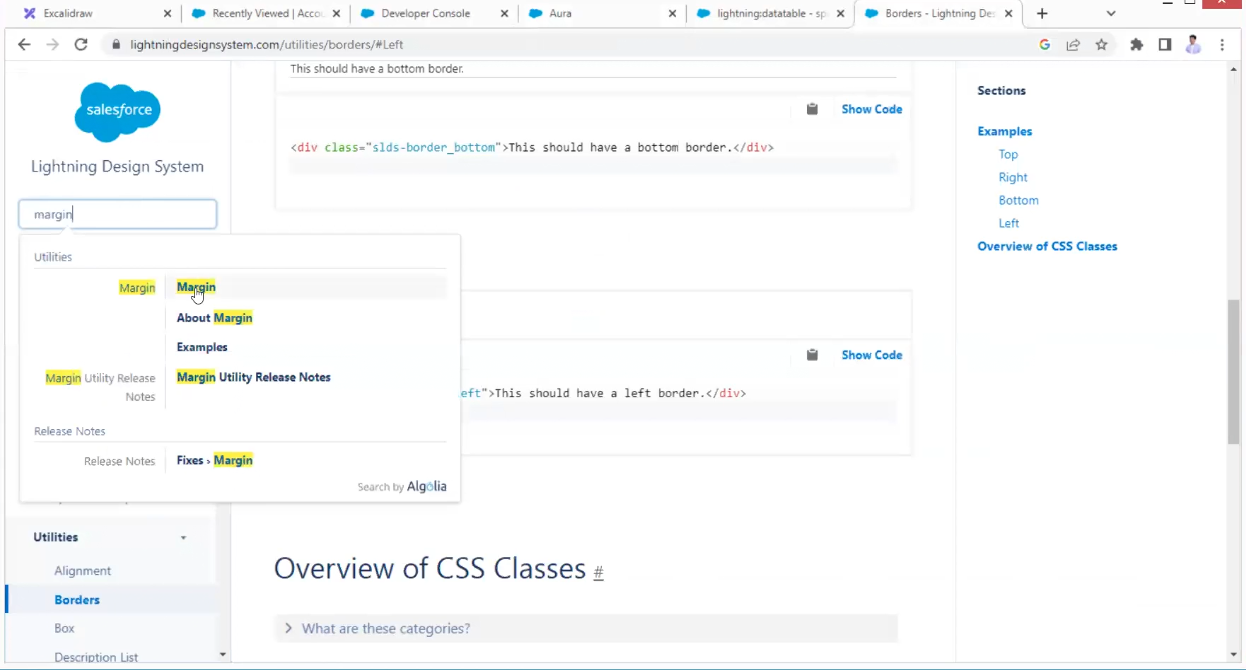 Excalidraw
Recently Viewed | Accou
Developer Console
Aura
lightning:datatable - sp
Borders - Lightning Des
lightningdesignsystem.com/utilities/borders/#Left
salesforce
Lightning Design System
margin
Utilities
Margin
Margin
About Margin
Examples
Margin Utility Release
Notes
Margin Utility Release Notes
Release Notes
Release Notes
Fixes › Margin
Search by Algolia
Utilities
Alignment
Borders
Box
Description List
This should have a bottom border.
Show Code
<div class="slds-border_bottom">This should have a bottom border.</div>
Show Code
eft">This should have a left border.</div>
Overview of CSS Classes #
What are these categories?
Sections
Examples
Top
Right
Bottom
Left
Overview of CSS Classes